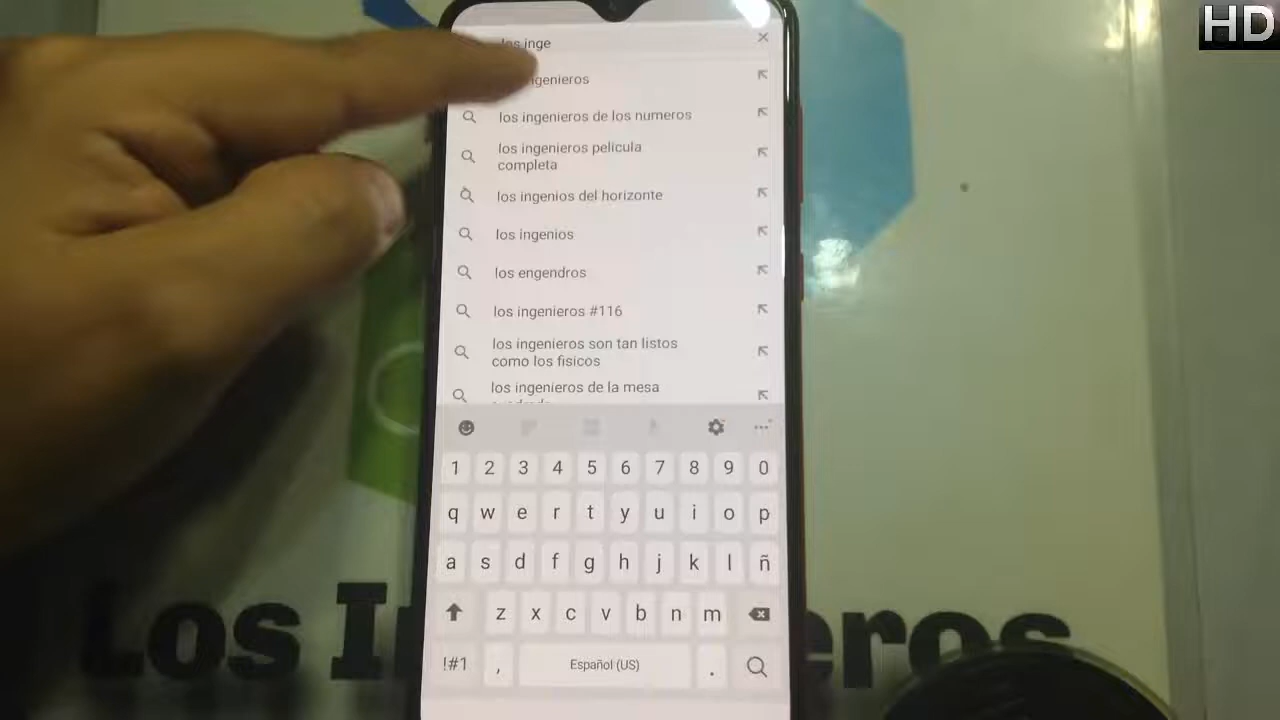 HD
los inge
ingenieros
los ingenieros de los numeros
los ingenieros pelicula
completa
los ingenios del horizonte
los ingenios
los engendros
los ingenieros #116
los ingenieros son tan listos
como los fisicos
los ingenieros de la mesa
1 2 3 4 5 6 7 8 9 0
q w e r t y u i o p
a s d f g h j k l ñ
z x c v b n m
!#1 , Español (US) .
Los In eros